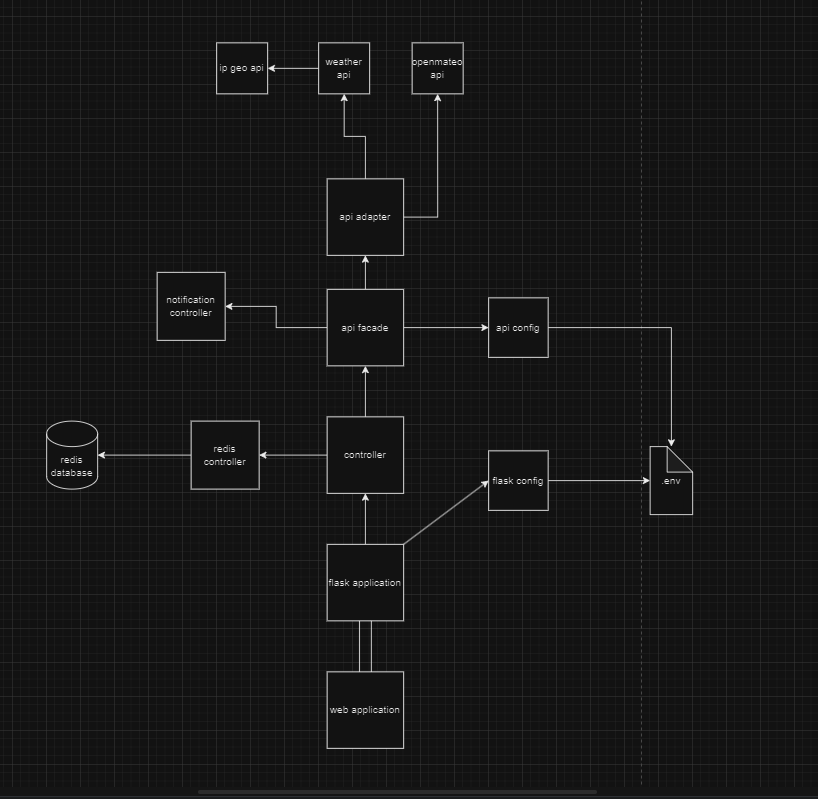 ip geo api
weather
api
openmateo
api
api adapter
notification
controller
api facade
api config
redis
database
redis
controller
controller
flask config
.env
flask application
web application